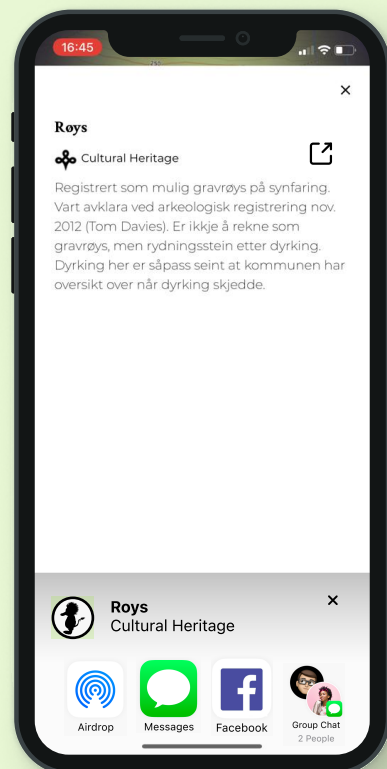 16:45
Røys
Cultural Heritage
Registrert som mulig gravrøys på synfaring.
Vart avklara ved arkeologisk registrering nov.
2012 (Tom Davies). Er ikkje å rekne som
gravrøys, men rydningsstein etter dyrking.
Dyrking her er såpass seint at kommunen har
oversikt over når dyrking skjedde.
Roys
Cultural Heritage
Airdrop
Messages
Facebook
Group Chat
2 People